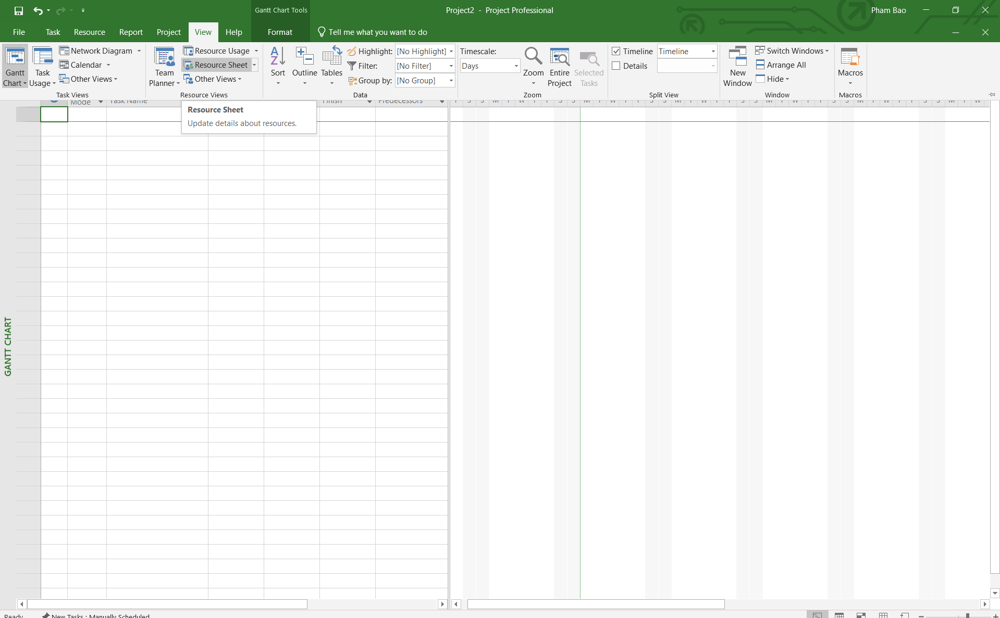 Gantt Chart Tools
Project2 - Project Professional
Pham Bao
File Task Resource Report Project View Help Format Tell me what you want to do
Gantt Chart
Task Usage
Network Diagram
Calendar
Other Views
Task Views
Team Planner
Resource Usage
Resource Sheet
Other Views
Resource Views
Sort
Outline
Tables
Highlight: [No Highlight]
Filter: [No Filter]
Group by: [No Group]
Data
Timescale:
Days
Zoom
Entire Project
Selected Tasks
Zoom
Timeline Timeline
Details
Split View
New Window
Switch Windows
Arrange All
Hide
Window
Macros
Macros
Mode Task Name Finish Predecessors
Resource Sheet
Update details about resources.
GANTT CHART
Ready New Tasks : Manually Scheduled